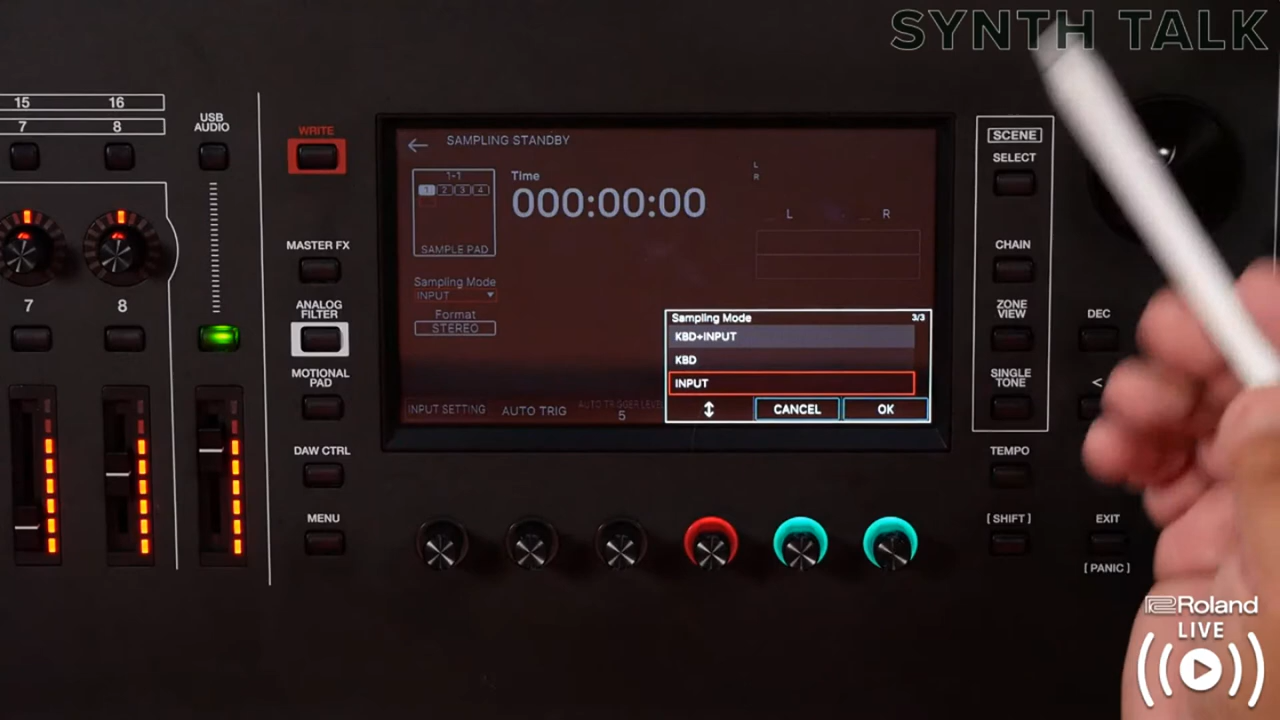 SYNTH TALK
15 16
7 8
USB
AUDIO
7
8
WRITE
MASTER FX
ANALOG
FILTER
MOTIONAL
PAD
DAW CTRL
MENU
SAMPLING STANDBY
1-1
1 2 3 4
SAMPLE PAD
Time
000:00:00
L
R
L R
Sampling Mode
INPUT
Format
STEREO
INPUT SETTING
AUTO TRIG
AUTO TRIGGER LEVEL
5
Sampling Mode 3/3
KBD+INPUT
KBD
INPUT
CANCEL
OK
SCENE
SELECT
CHAIN
ZONE
VIEW
SINGLE
TONE
TEMPO
[SHIFT]
DEC
<
EXIT
[PANIC]
Roland
LIVE